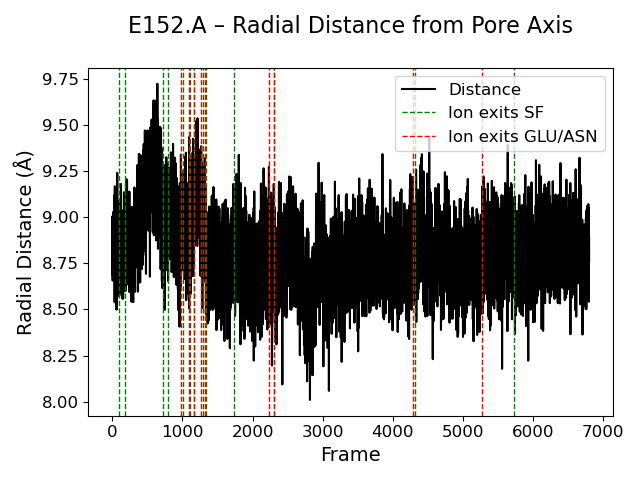 E152.A – Radial Distance from Pore Axis
Distance
Ion exits SF
Ion exits GLU/ASN
Radial Distance (Å)
9.75
9.50
9.25
9.00
8.75
8.50
8.25
8.00
0 1000 2000 3000 4000 5000 6000 7000
Frame